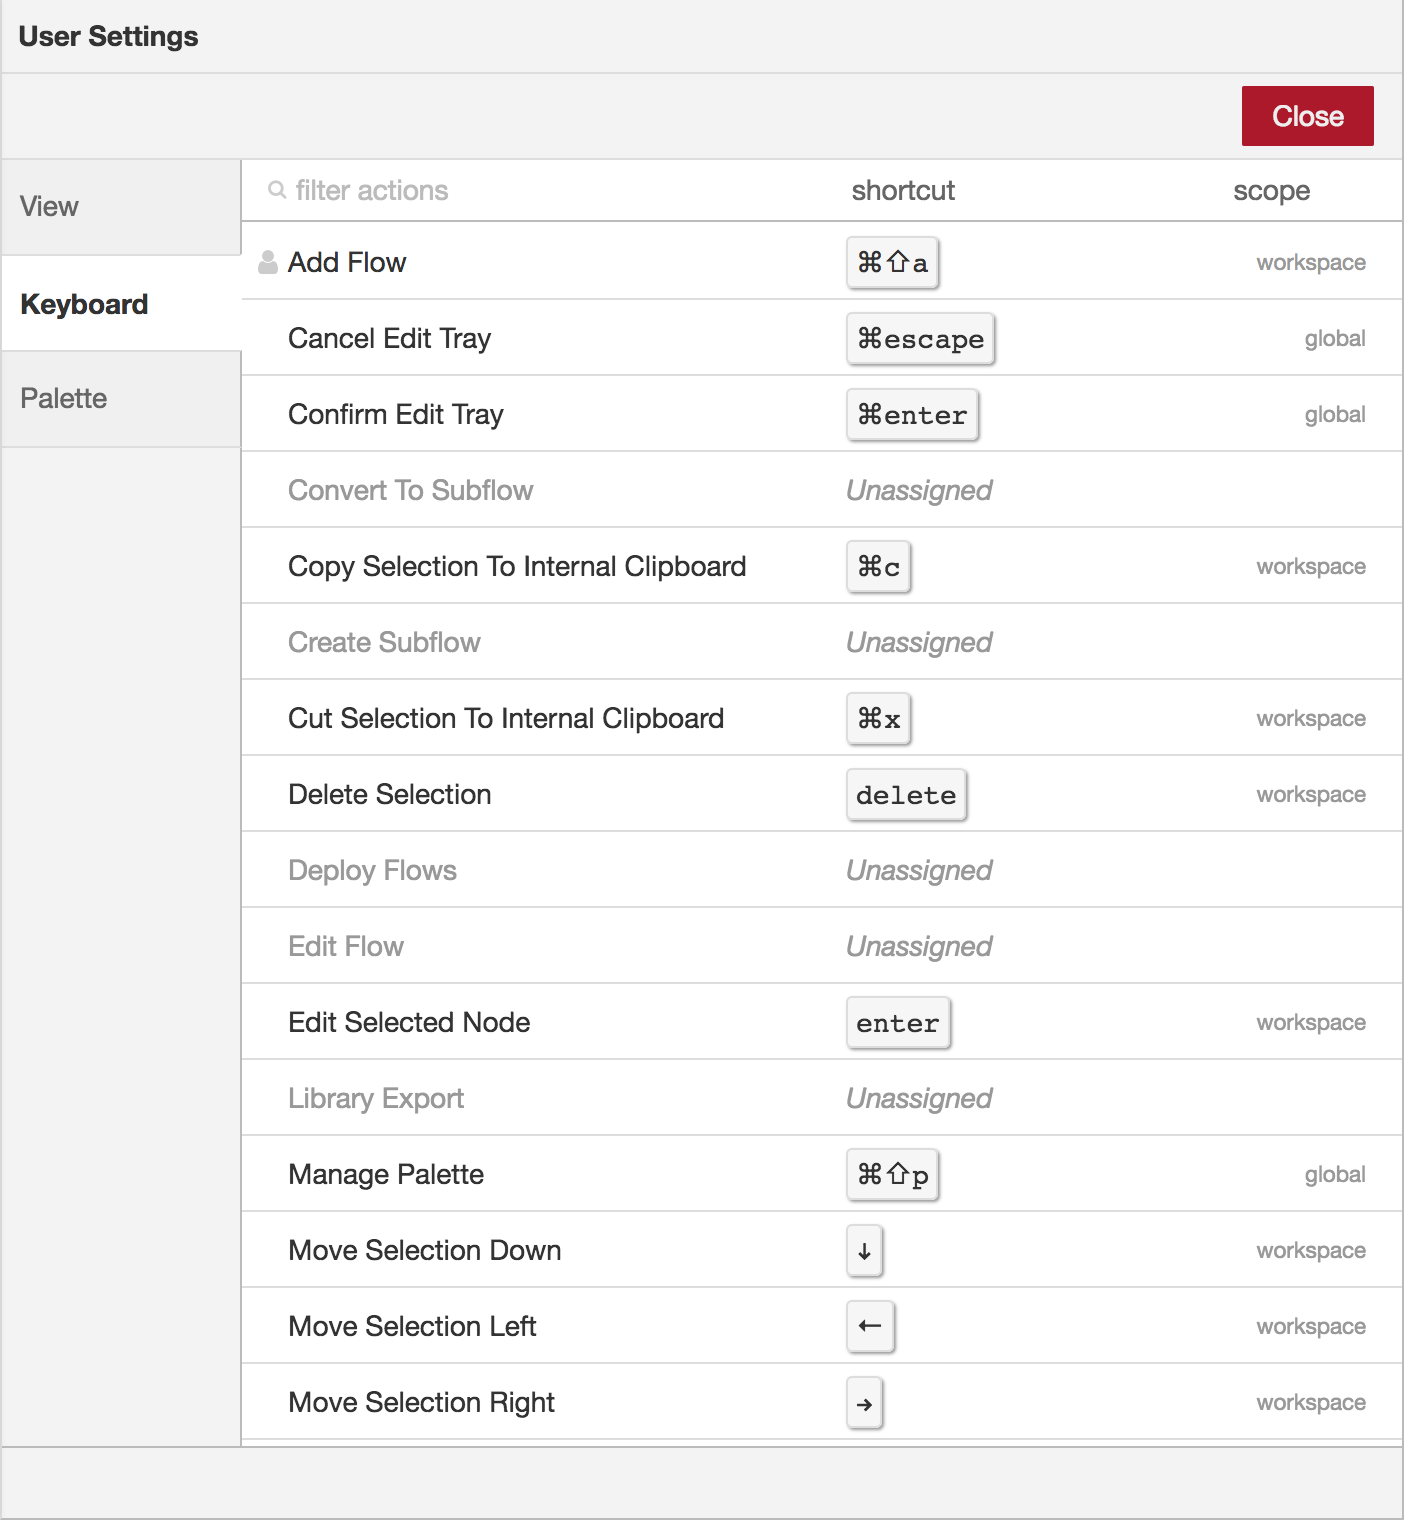 User Settings
Close
View
Keyboard
Palette
filter actions shortcut scope
Add Flow ⌘⇧a workspace
Cancel Edit Tray ⌘escape global
Confirm Edit Tray ⌘enter global
Convert To Subflow Unassigned
Copy Selection To Internal Clipboard ⌘c workspace
Create Subflow Unassigned
Cut Selection To Internal Clipboard ⌘x workspace
Delete Selection delete workspace
Deploy Flows Unassigned
Edit Flow Unassigned
Edit Selected Node enter workspace
Library Export Unassigned
Manage Palette ⌘⇧p global
Move Selection Down ↓ workspace
Move Selection Left ← workspace
Move Selection Right → workspace